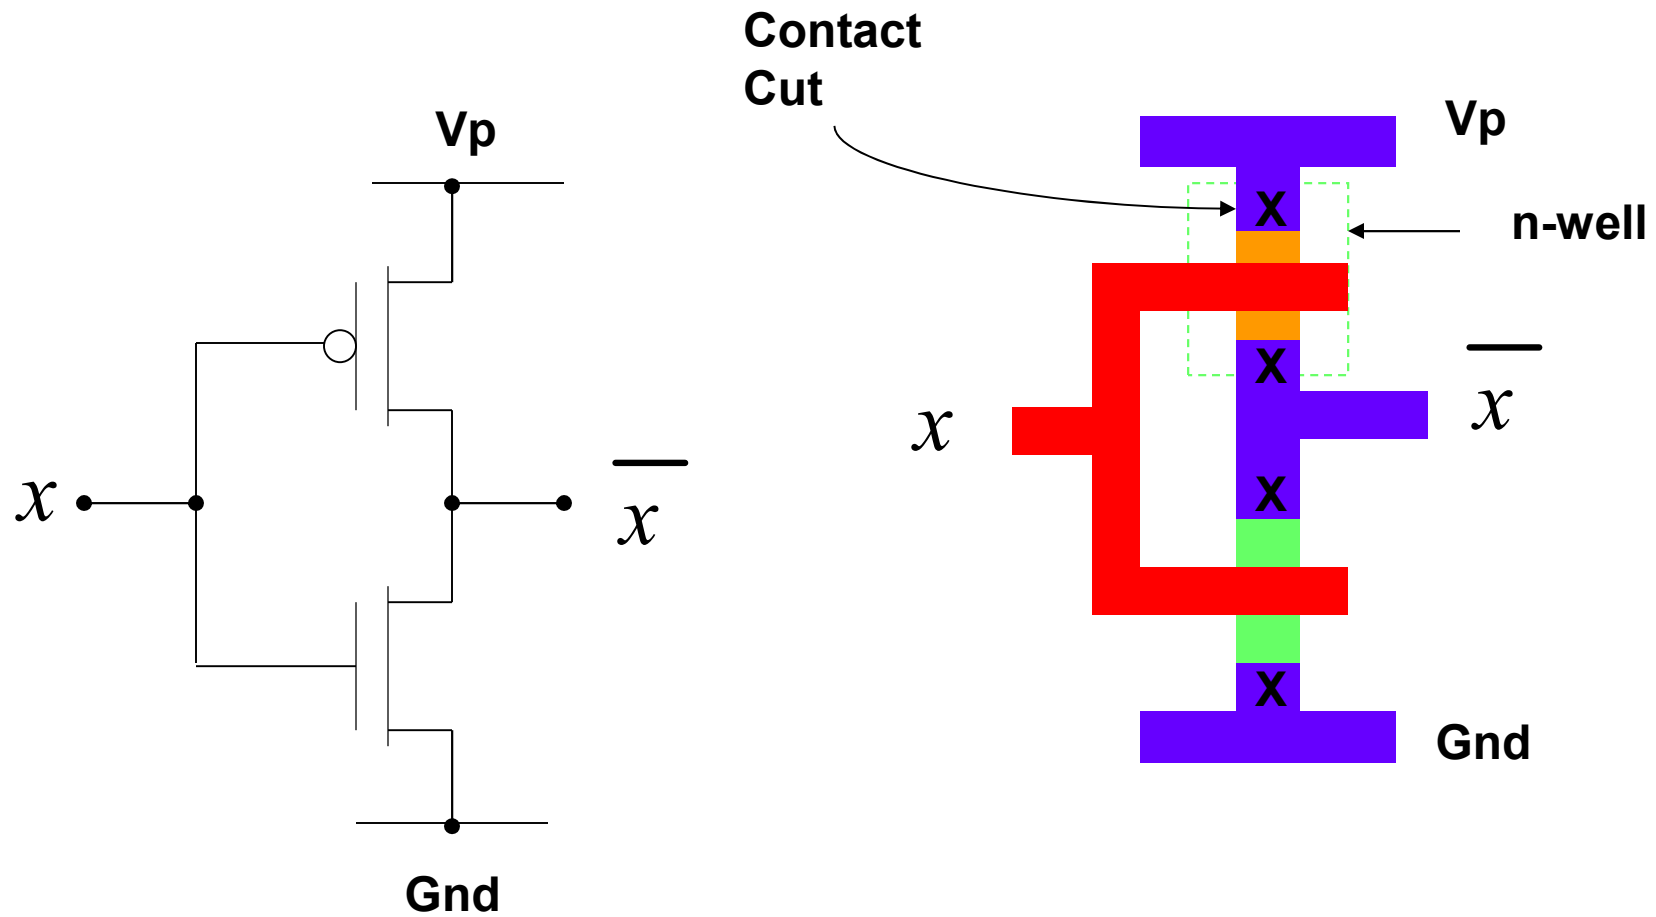 Contact
Cut
Vp
Vp
X
n-well
X
x
x̅
X
x
x̅
X
Gnd
Gnd